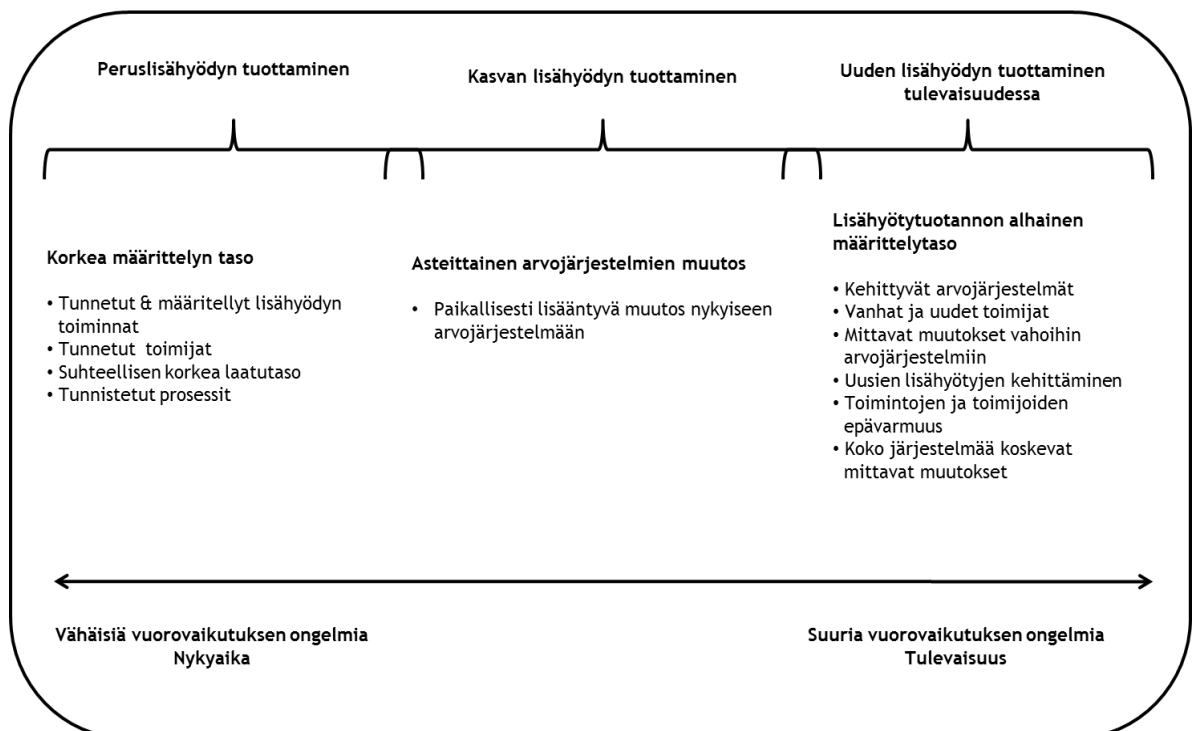 Peruslisähyödyn tuottaminen
Kasvan lisähyödyn tuottaminen
Uuden lisähyödyn tuottaminen
tulevaisuudessa
Korkea määrittelyn taso
• Tunnetut & määritellyt lisähyödyn
toiminnat
• Tunnetut toimijat
• Suhteellisen korkea laatutaso
• Tunnistetut prosessit
Asteittainen arvojärjestelmien muutos
• Paikallisesti lisääntyvä muutos nykyiseen
arvojärjestelmään
Lisähyötytuotannon alhainen
määrittelytaso
• Kehittyvät arvojärjestelmät
• Vanhat ja uudet toimijat
• Mittavat muutokset vahoihin
arvojärjestelmiin
• Uusien lisähyötyjen kehittäminen
• Toimintojen ja toimijoiden
epävarmuus
• Koko järjestelmää koskevat
mittavat muutokset
Vähäisiä vuorovaikutuksen ongelmia
Nykyaika
Suuria vuorovaikutuksen ongelmia
Tulevaisuus